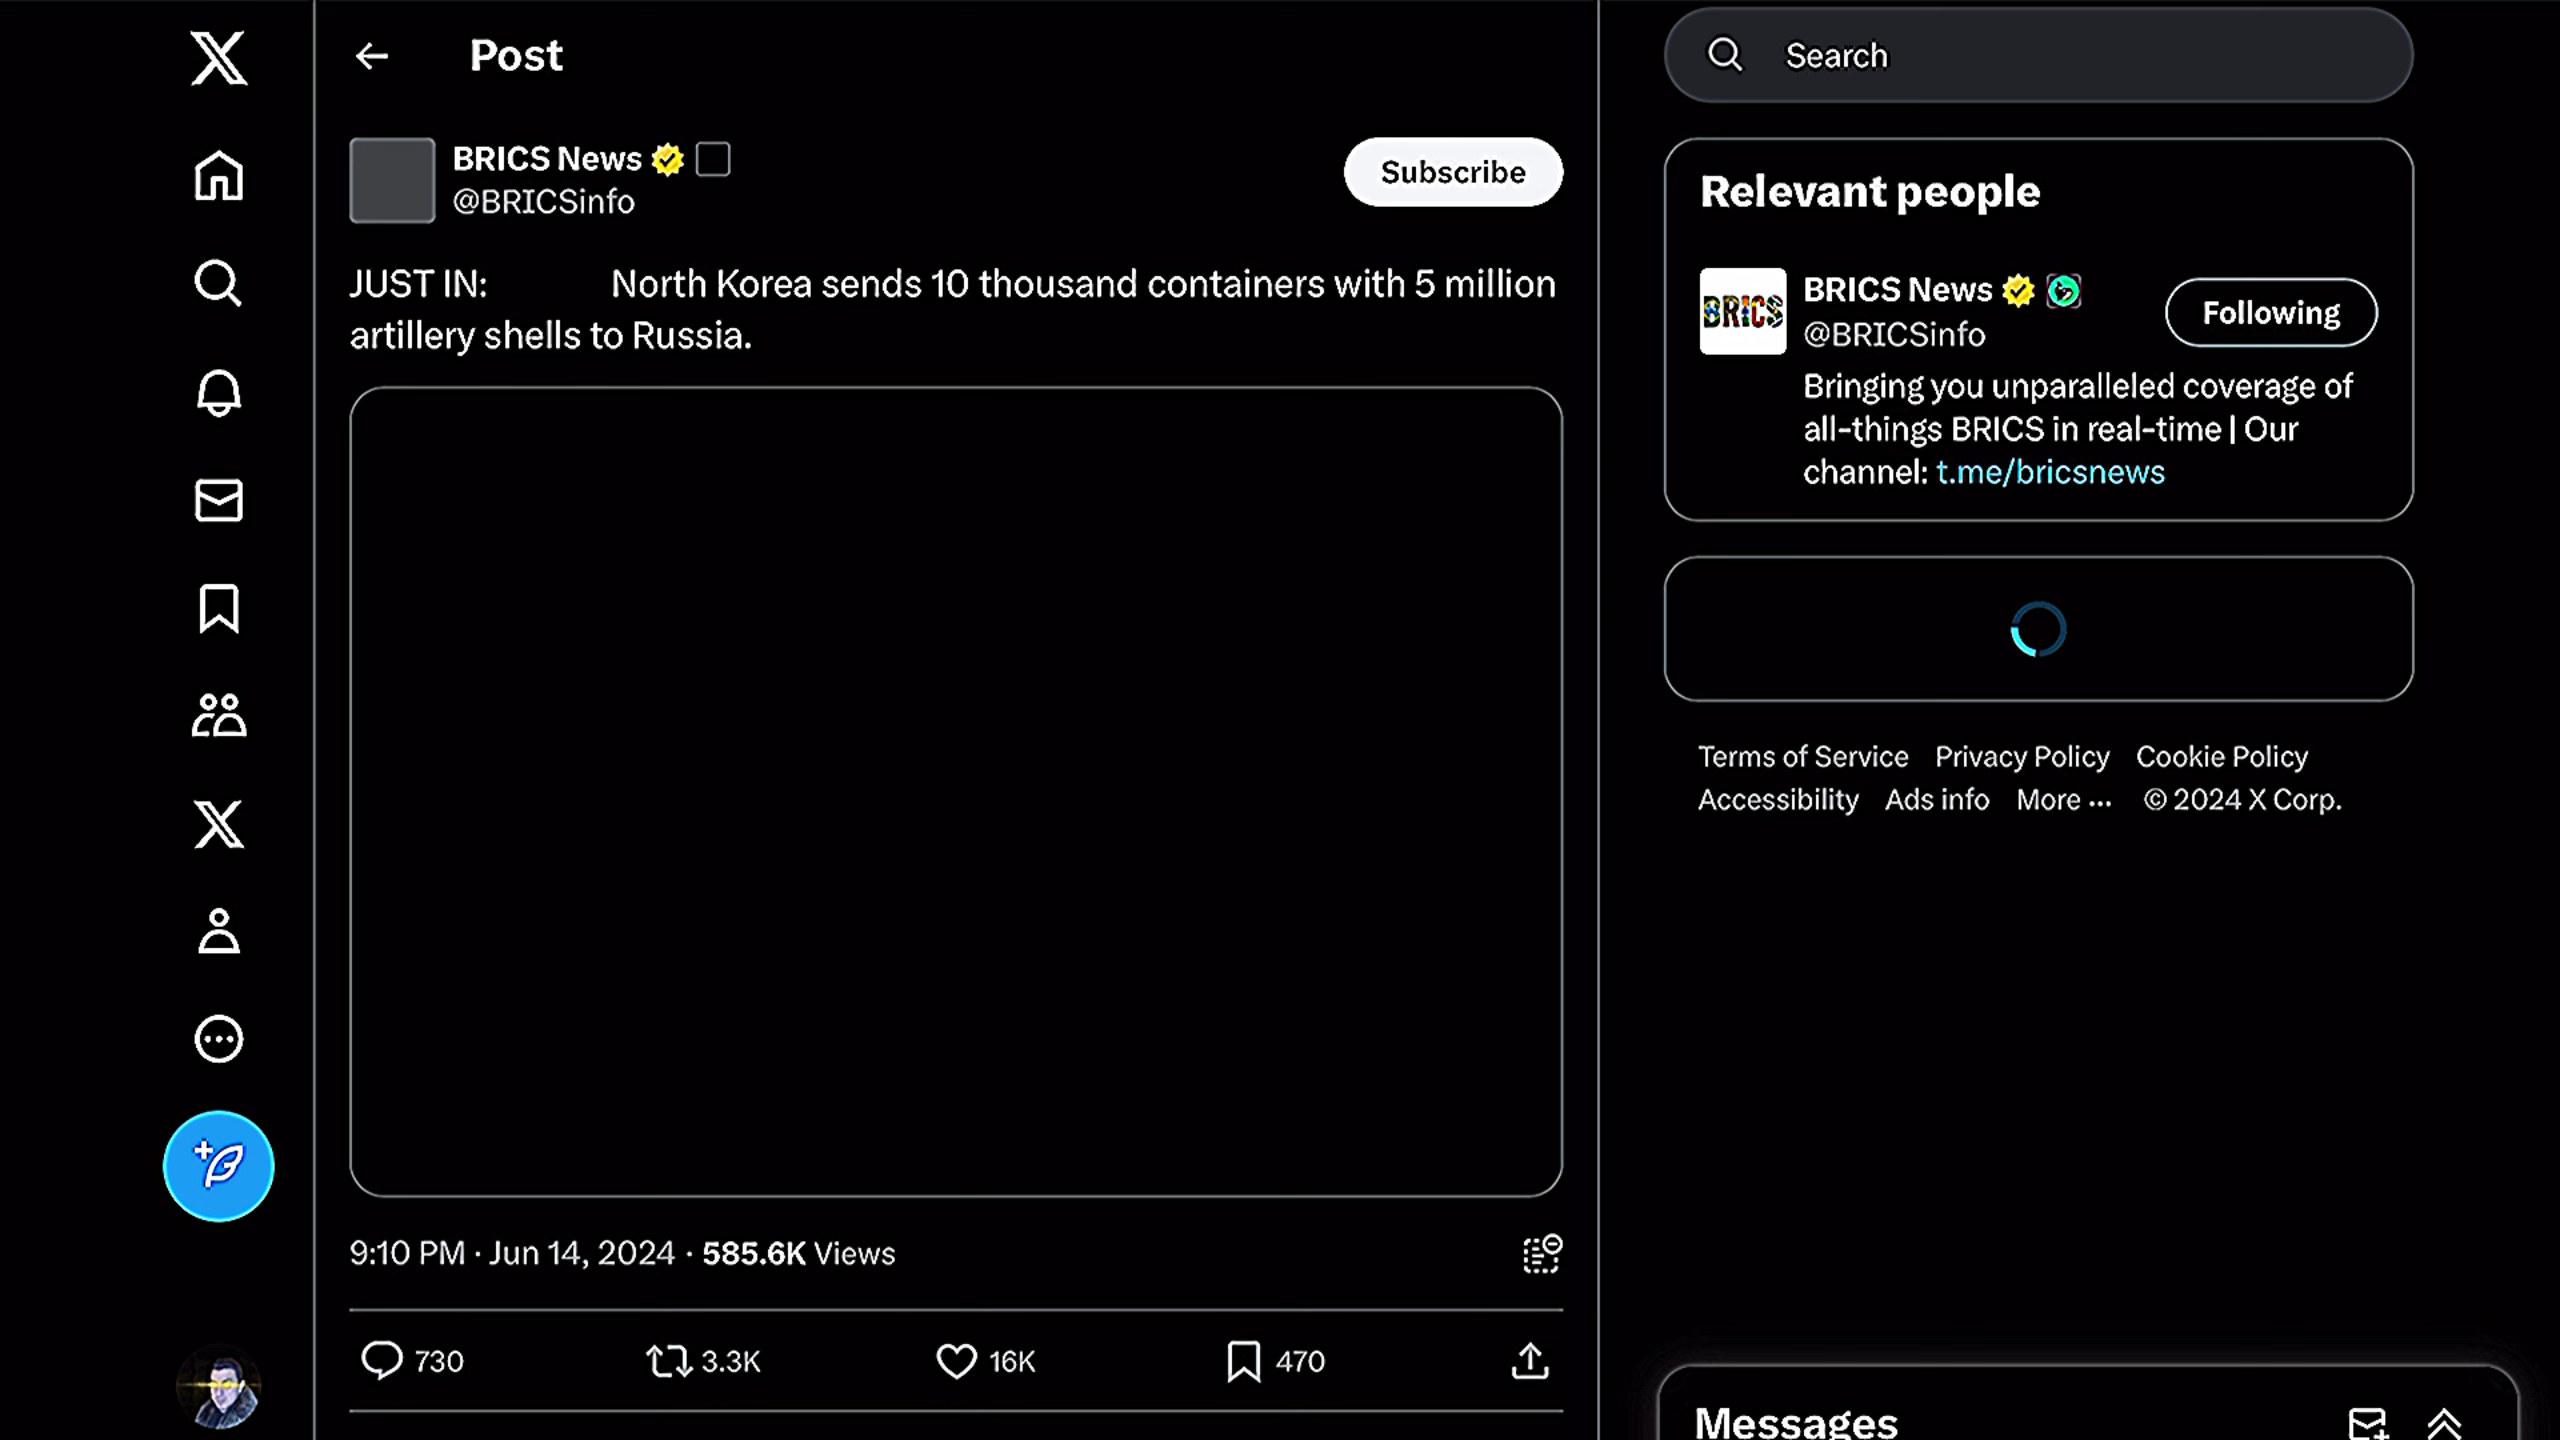 Post
BRICS News
@BRICSinfo
Subscribe
JUST IN: North Korea sends 10 thousand containers with 5 million
artillery shells to Russia.
9:10 PM · Jun 14, 2024 · 585.6K Views
730 3.3K 16K 470
Search
Relevant people
BRICS
BRICS News
@BRICSinfo
Following
Bringing you unparalleled coverage of
all-things BRICS in real-time | Our
channel: t.me/bricsnews
Terms of Service Privacy Policy Cookie Policy
Accessibility Ads info More ··· © 2024 X Corp.
Messages